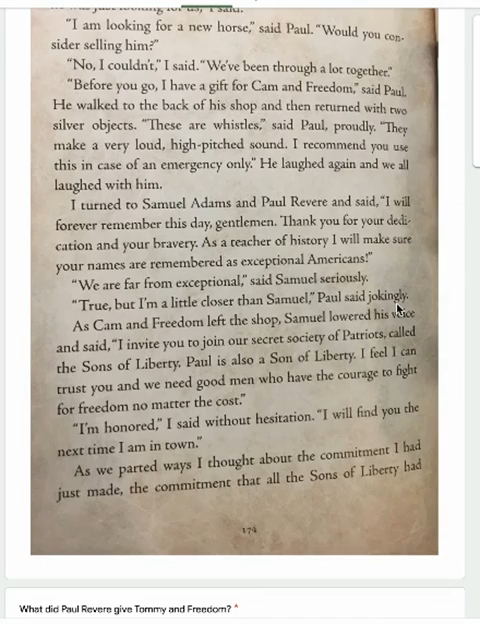 "I am looking for a new horse," said Paul. "Would you con-
sider selling him?"
"No, I couldn't," I said. "We've been through a lot together."
"Before you go, I have a gift for Cam and Freedom," said Paul.
He walked to the back of his shop and then returned with two
silver objects. "These are whistles," said Paul, proudly. "They
make a very loud, high-pitched sound. I recommend you use
this in case of an emergency only." He laughed again and we all
laughed with him.
I turned to Samuel Adams and Paul Revere and said, "I will
forever remember this day, gentlemen. Thank you for your dedi-
cation and your bravery. As a teacher of history I will make sure
your names are remembered as exceptional Americans!"
"We are far from exceptional," said Samuel seriously.
"True, but I'm a little closer than Samuel," Paul said jokingly.
As Cam and Freedom left the shop, Samuel lowered his voice
and said, "I invite you to join our secret society of Patriots, called
the Sons of Liberty. Paul is also a Son of Liberty. I feel I can
trust you and we need good men who have the courage to fight
for freedom no matter the cost."
"I'm honored," I said without hesitation. "I will find you the
next time I am in town."
As we parted ways I thought about the commitment I had
just made, the commitment that all the Sons of Liberty had
174
What did Paul Revere give Tommy and Freedom? *